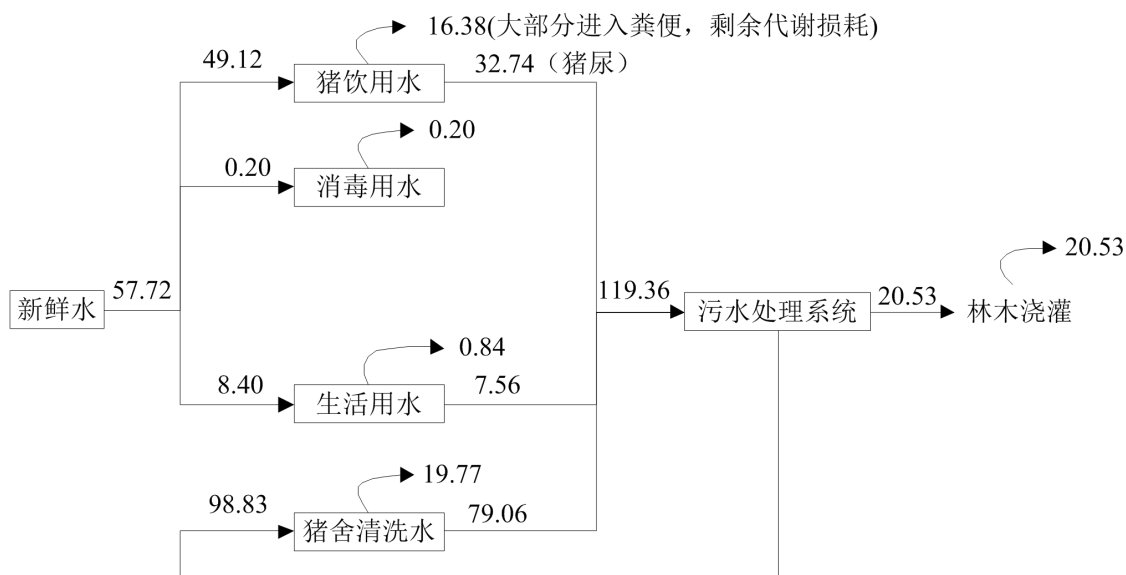 16.38(大部分进入粪便，剩余代谢损耗)
49.12
猪饮用水
32.74（猪尿）
0.20
0.20
消毒用水
20.53
新鲜水
57.72
119.36
污水处理系统
20.53
林木浇灌
0.84
8.40
生活用水
7.56
19.77
98.83
猪舍清洗水
79.06